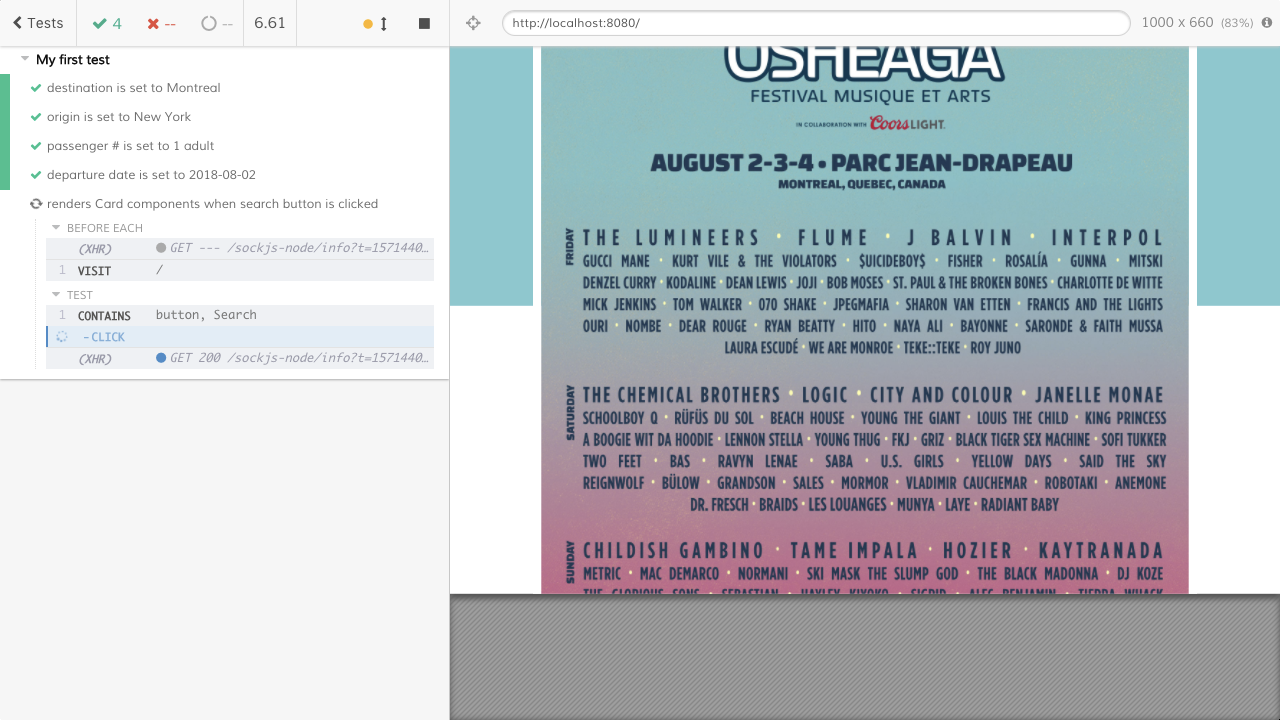 Tests
4
--
--
6.61
http://localhost:8080/
1000 x 660 (83%)
My first test
destination is set to Montreal
origin is set to New York
passenger # is set to 1 adult
departure date is set to 2018-08-02
renders Card components when search button is clicked
BEFORE EACH
(XHR) GET --- /sockjs-node/info?t=1571440…
1 VISIT /
TEST
1 CONTAINS button, Search
-CLICK
(XHR) GET 200 /sockjs-node/info?t=1571440…
OSHEAGA
FESTIVAL MUSIQUE ET ARTS
IN COLLABORATION WITH Coors LIGHT.
AUGUST 2-3-4 • PARC JEAN-DRAPEAU
MONTREAL, QUEBEC, CANADA
FRIDAY
THE LUMINEERS · FLUME · J BALVIN · INTERPOL
GUCCI MANE · KURT VILE & THE VIOLATORS · $UICIDEBOY$ · FISHER · ROSALÍA · GUNNA · MITSKI
DENZEL CURRY · KODALINE · DEAN LEWIS · JOJI · BOB MOSES · ST. PAUL & THE BROKEN BONES · CHARLOTTE DE WITTE
MICK JENKINS · TOM WALKER · 070 SHAKE · JPEGMAFIA · SHARON VAN ETTEN · FRANCIS AND THE LIGHTS
OURI · NOMBE · DEAR ROUGE · RYAN BEATTY · HITO · NAYA ALI · BAYONNE · SARONDE & FAITH MUSSA
LAURA ESCUDÉ · WE ARE MONROE · TEKE::TEKE · ROY JUNO
SATURDAY
THE CHEMICAL BROTHERS · LOGIC · CITY AND COLOUR · JANELLE MONAE
SCHOOLBOY Q · RÜFÜS DU SOL · BEACH HOUSE · YOUNG THE GIANT · LOUIS THE CHILD · KING PRINCESS
A BOOGIE WIT DA HOODIE · LENNON STELLA · YOUNG THUG · FKJ · GRIZ · BLACK TIGER SEX MACHINE · SOFI TUKKER
TWO FEET · BAS · RAVYN LENAE · SABA · U.S. GIRLS · YELLOW DAYS · SAID THE SKY
REIGNWOLF · BÜLOW · GRANDSON · SALES · MORMOR · VLADIMIR CAUCHEMAR · ROBOTAKI · ANEMONE
DR. FRESCH · BRAIDS · LES LOUANGES · MUNYA · LAYE · RADIANT BABY
SUNDAY
CHILDISH GAMBINO · TAME IMPALA · HOZIER · KAYTRANADA
METRIC · MAC DEMARCO · NORMANI · SKI MASK THE SLUMP GOD · THE BLACK MADONNA · DJ KOZE
THE GLORIOUS SONS · SEBASTIAN · HAYLEY KIYOKO · SIGRID · ALEC BENJAMIN · TIERRA WHACK